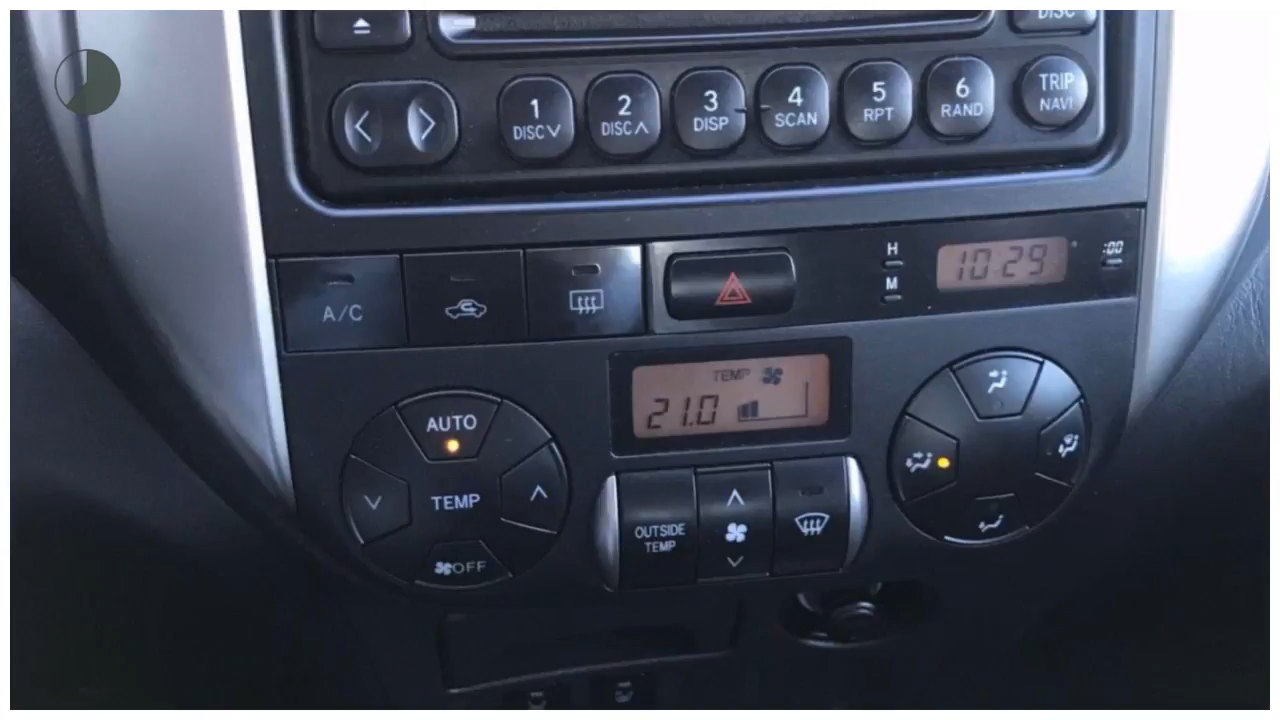 DISC
1 2 3 4 5 6 TRIP
DISC DISC DISP SCAN RPT RAND NAVI
H
10:29
:00
M
A/C
TEMP
21.0
AUTO
TEMP
OFF
OUTSIDE
TEMP